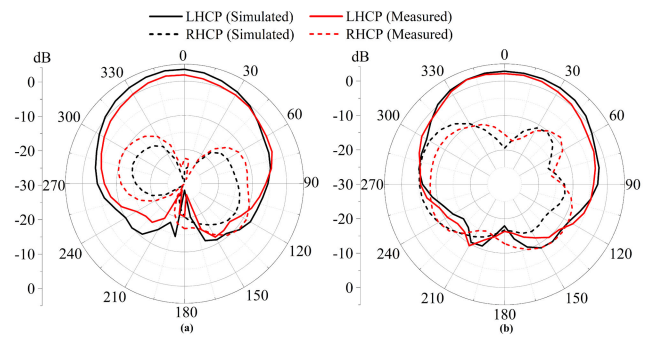 LHCP (Simulated) LHCP (Measured)
RHCP (Simulated) RHCP (Measured)
dB 0 dB 0
330 30 330 30
0 0
300 60 300 60
-10 -10
-20 -20
270 90 270 90
-30 -30
-20 -20
240 120 240 120
-10 -10
210 150 210 150
0 0
180 180
(a) (b)